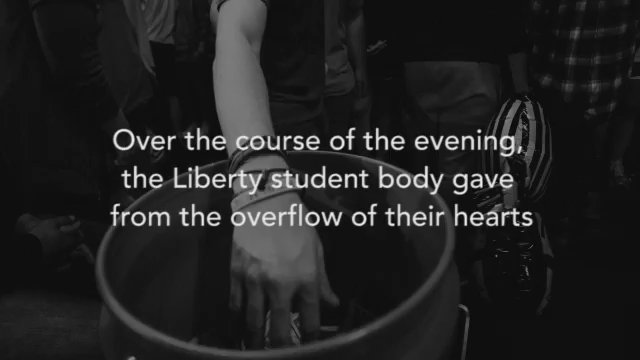 Over the course of the evening,
the Liberty student body gave
from the overflow of their hearts